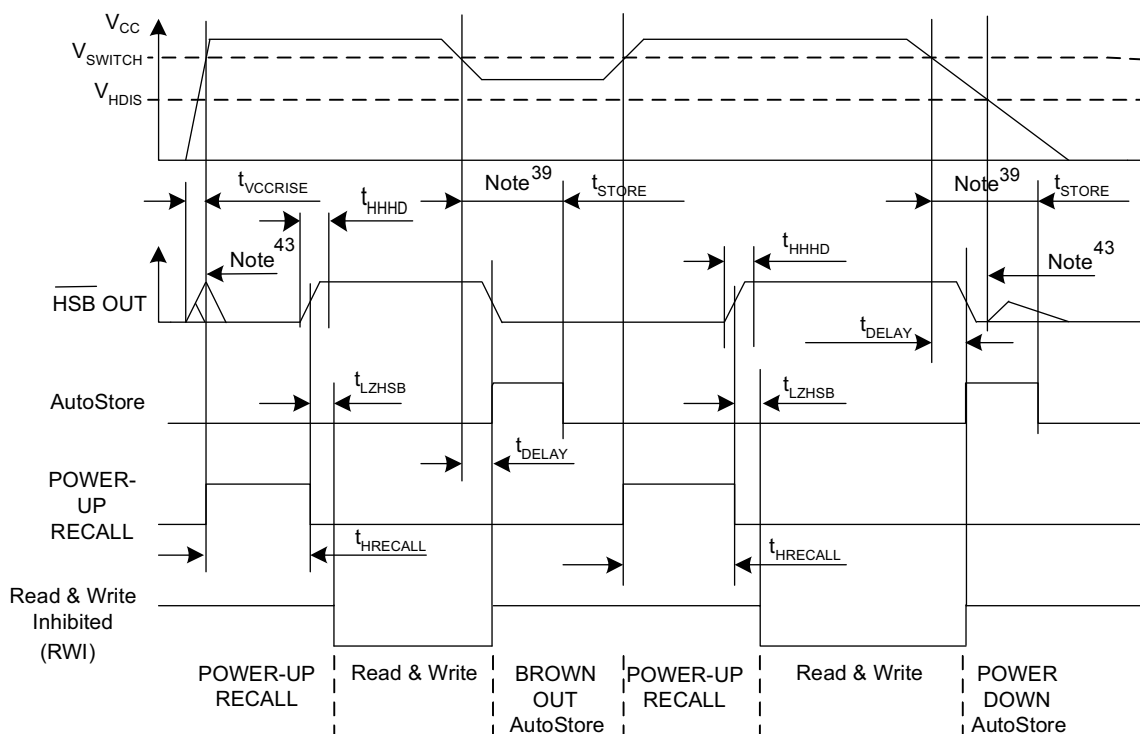 VCC
VSWITCH
VHDIS
tVCCRISE
tHHHD
Note39
tSTORE
Note39
tSTORE
Note43
tHHHD
Note43
HSB OUT
tDELAY
tLZHSB
tLZHSB
AutoStore
tDELAY
POWER-
UP
RECALL
tHRECALL
tHRECALL
Read & Write
Inhibited
(RWI)
POWER-UP
RECALL
Read & Write
BROWN
OUT
AutoStore
POWER-UP
RECALL
Read & Write
POWER
DOWN
AutoStore